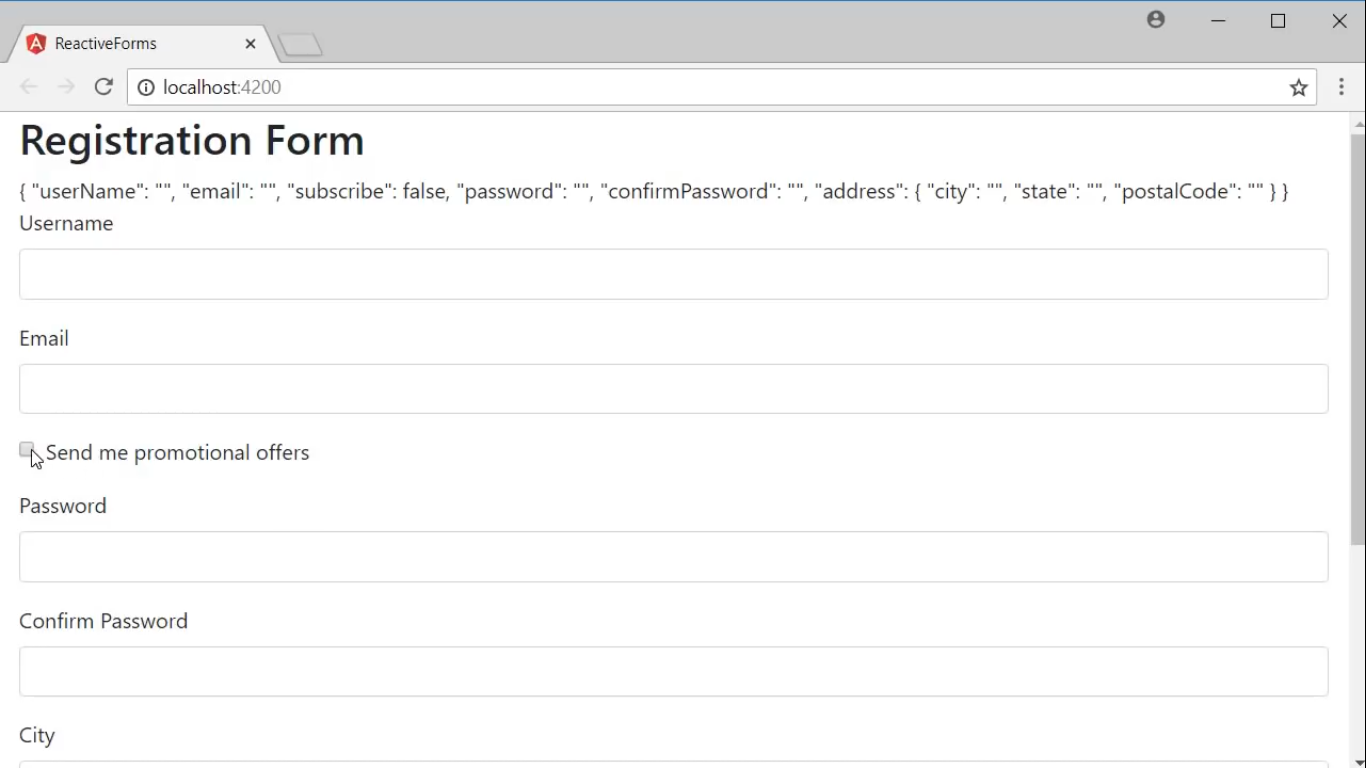 ReactiveForms
localhost:4200
Registration Form
{ "userName": "", "email": "", "subscribe": false, "password": "", "confirmPassword": "", "address": { "city": "", "state": "", "postalCode": "" } }
Username
Email
Send me promotional offers
Password
Confirm Password
City